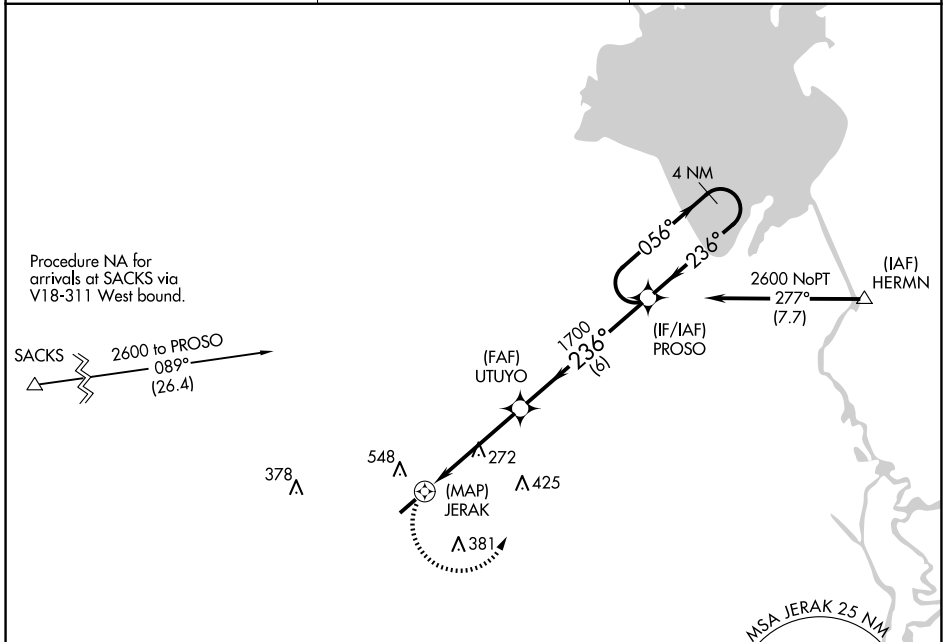 4 NM
056°
236°
Procedure NA for
arrivals at SACKS via
V18-311 West bound.
2600 NoPT
277°
(7.7)
(IAF)
HERMN
SACKS
2600 to PROSO
089°
(26.4)
1700
236°
(6)
(IF/IAF)
PROSO
(FAF)
UTUYO
548
272
378
425
(MAP)
JERAK
381
MSA JERAK 25 NM